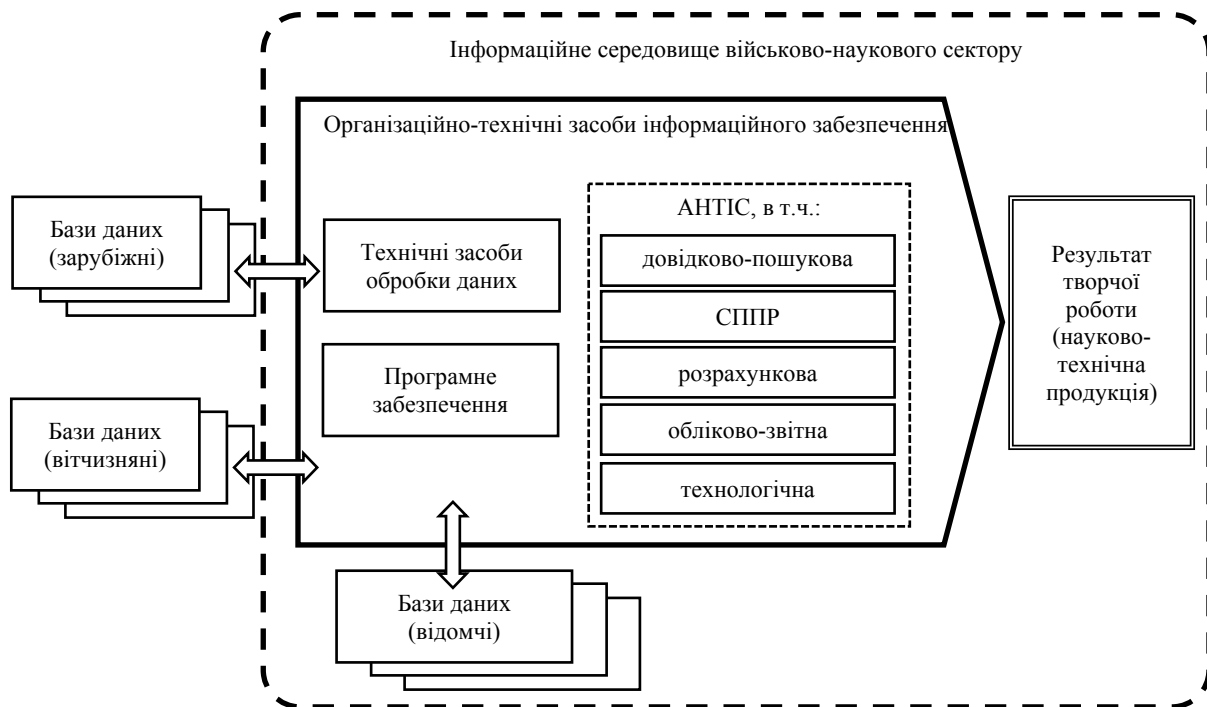 Інформаційне середовище військово-наукового сектору
Організаційно-технічні засоби інформаційного забезпечення
Бази даних
(зарубіжні)
Технічні засоби
обробки даних
АНТІС, в т.ч.:
довідково-пошукова
СППР
розрахункова
обліково-звітна
технологічна
Результат
творчої
роботи
(науково-
технічна
продукція)
Програмне
забезпечення
Бази даних
(вітчизняні)
Бази даних
(відомчі)